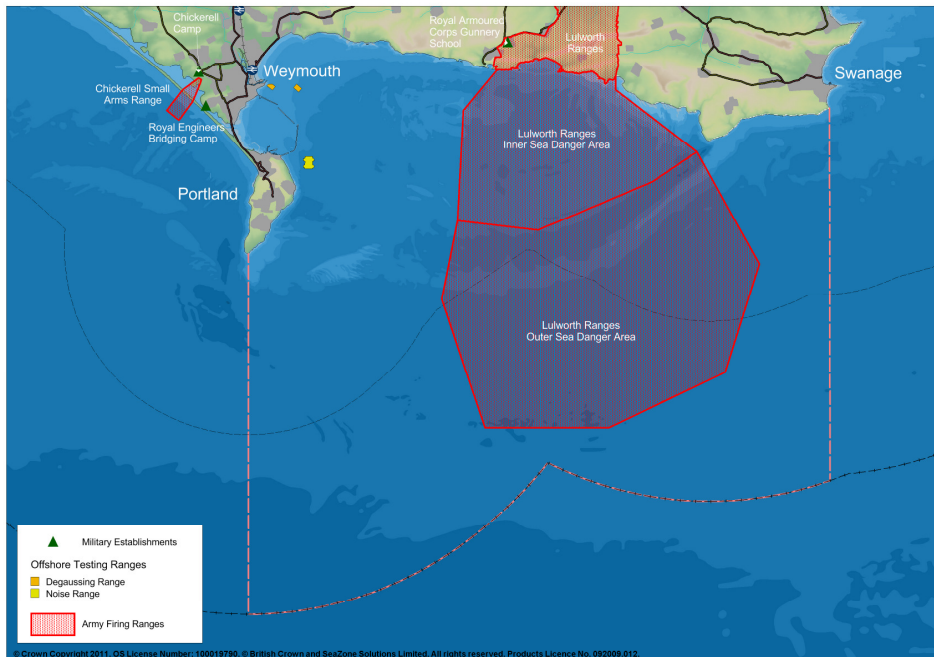 Chickerell
Camp
Royal Armoured
Corps Gunnery
School
Lulworth
Ranges
Weymouth
Swanage
Chickerell Small
Arms Range
Royal Engineers
Bridging Camp
Lulworth Ranges
Inner Sea Danger Area
Portland
Lulworth Ranges
Outer Sea Danger Area
Military Establishments
Offshore Testing Ranges
Degaussing Range
Noise Range
Army Firing Ranges
© Crown Copyright 2011. OS License Number: 100019790. © British Crown and SeaZone Solutions Limited. All rights reserved. Products Licence No. 092009.012.